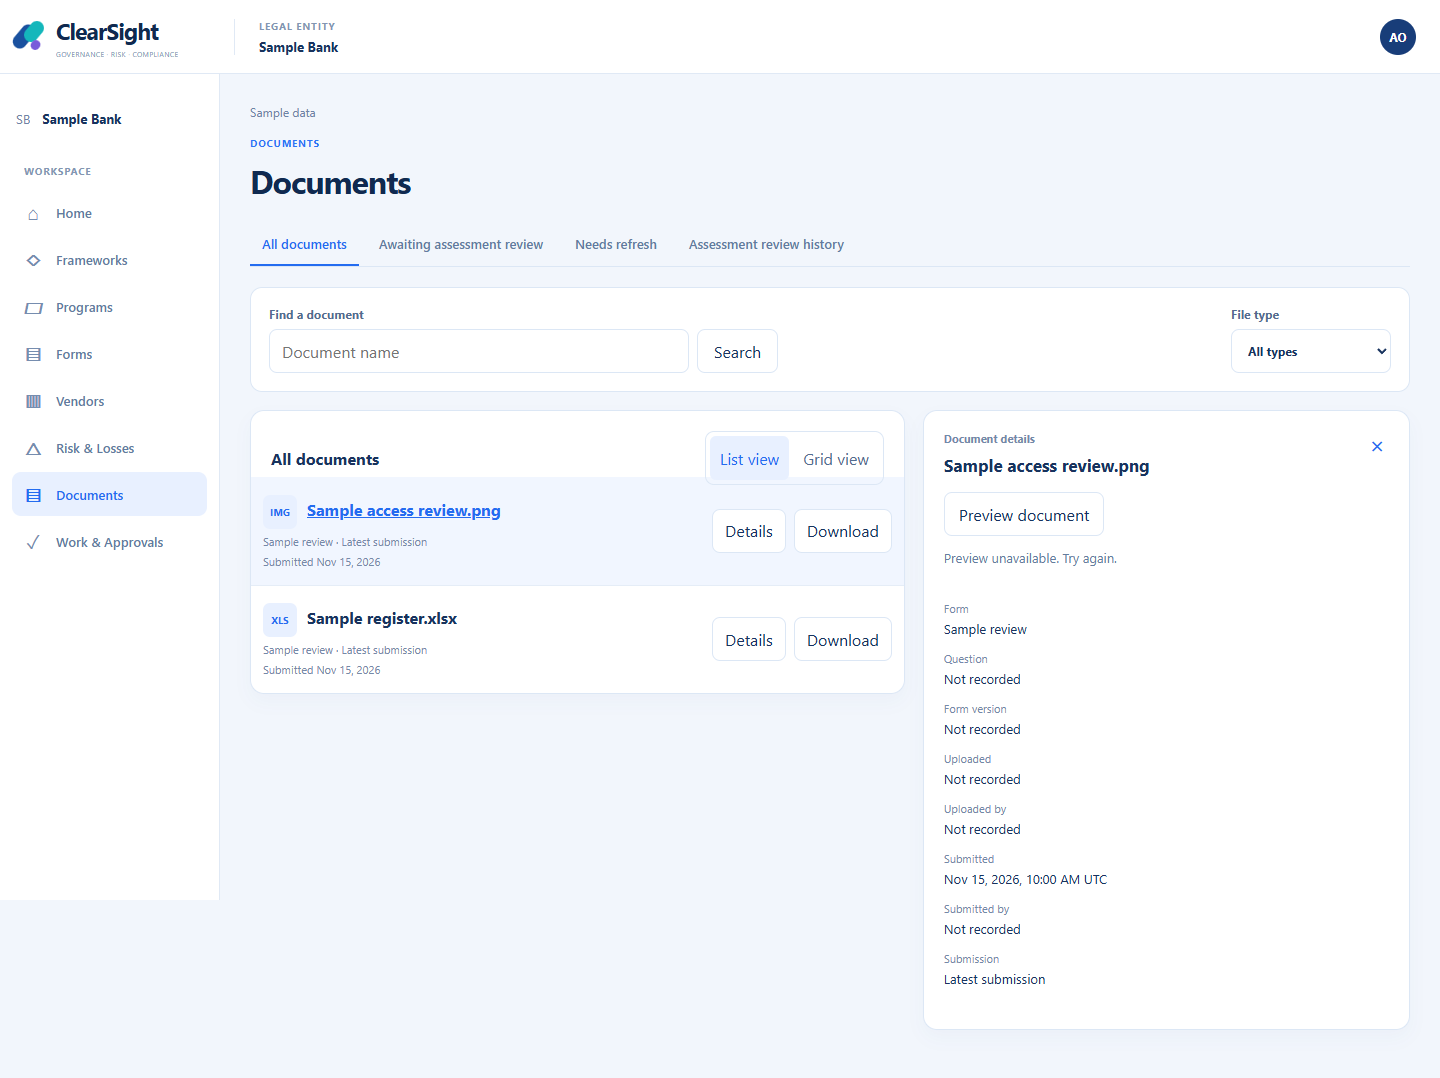 ClearSight
GOVERNANCE · RISK · COMPLIANCE
LEGAL ENTITY
Sample Bank
AO
SB Sample Bank
WORKSPACE
Home
Frameworks
Programs
Forms
Vendors
Risk & Losses
Documents
Work & Approvals
Sample data
DOCUMENTS
Documents
All documents
Awaiting assessment review
Needs refresh
Assessment review history
Find a document
Document name
Search
File type
All types
All documents
List view
Grid view
IMG
Sample access review.png
Sample review · Latest submission
Submitted Nov 15, 2026
Details
Download
XLS
Sample register.xlsx
Sample review · Latest submission
Submitted Nov 15, 2026
Details
Download
Document details
Sample access review.png
Preview document
Preview unavailable. Try again.
Form
Sample review
Question
Not recorded
Form version
Not recorded
Uploaded
Not recorded
Uploaded by
Not recorded
Submitted
Nov 15, 2026, 10:00 AM UTC
Submitted by
Not recorded
Submission
Latest submission